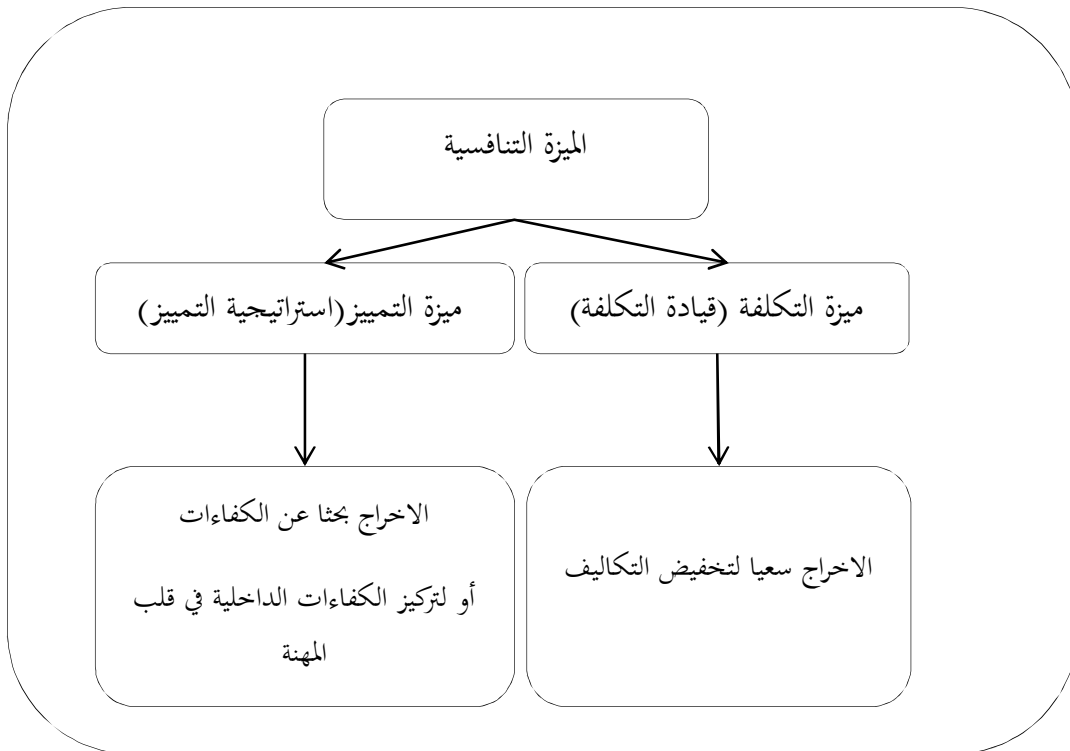 الميزة التنافسية
ميزة التكلفة (قيادة التكلفة)
ميزة التمييز(استراتيجية التمييز)
الاخراج سعيا لتخفيض التكاليف
الاخراج بحثا عن الكفاءات
أو لتركيز الكفاءات الداخلية في قلب
المهنة